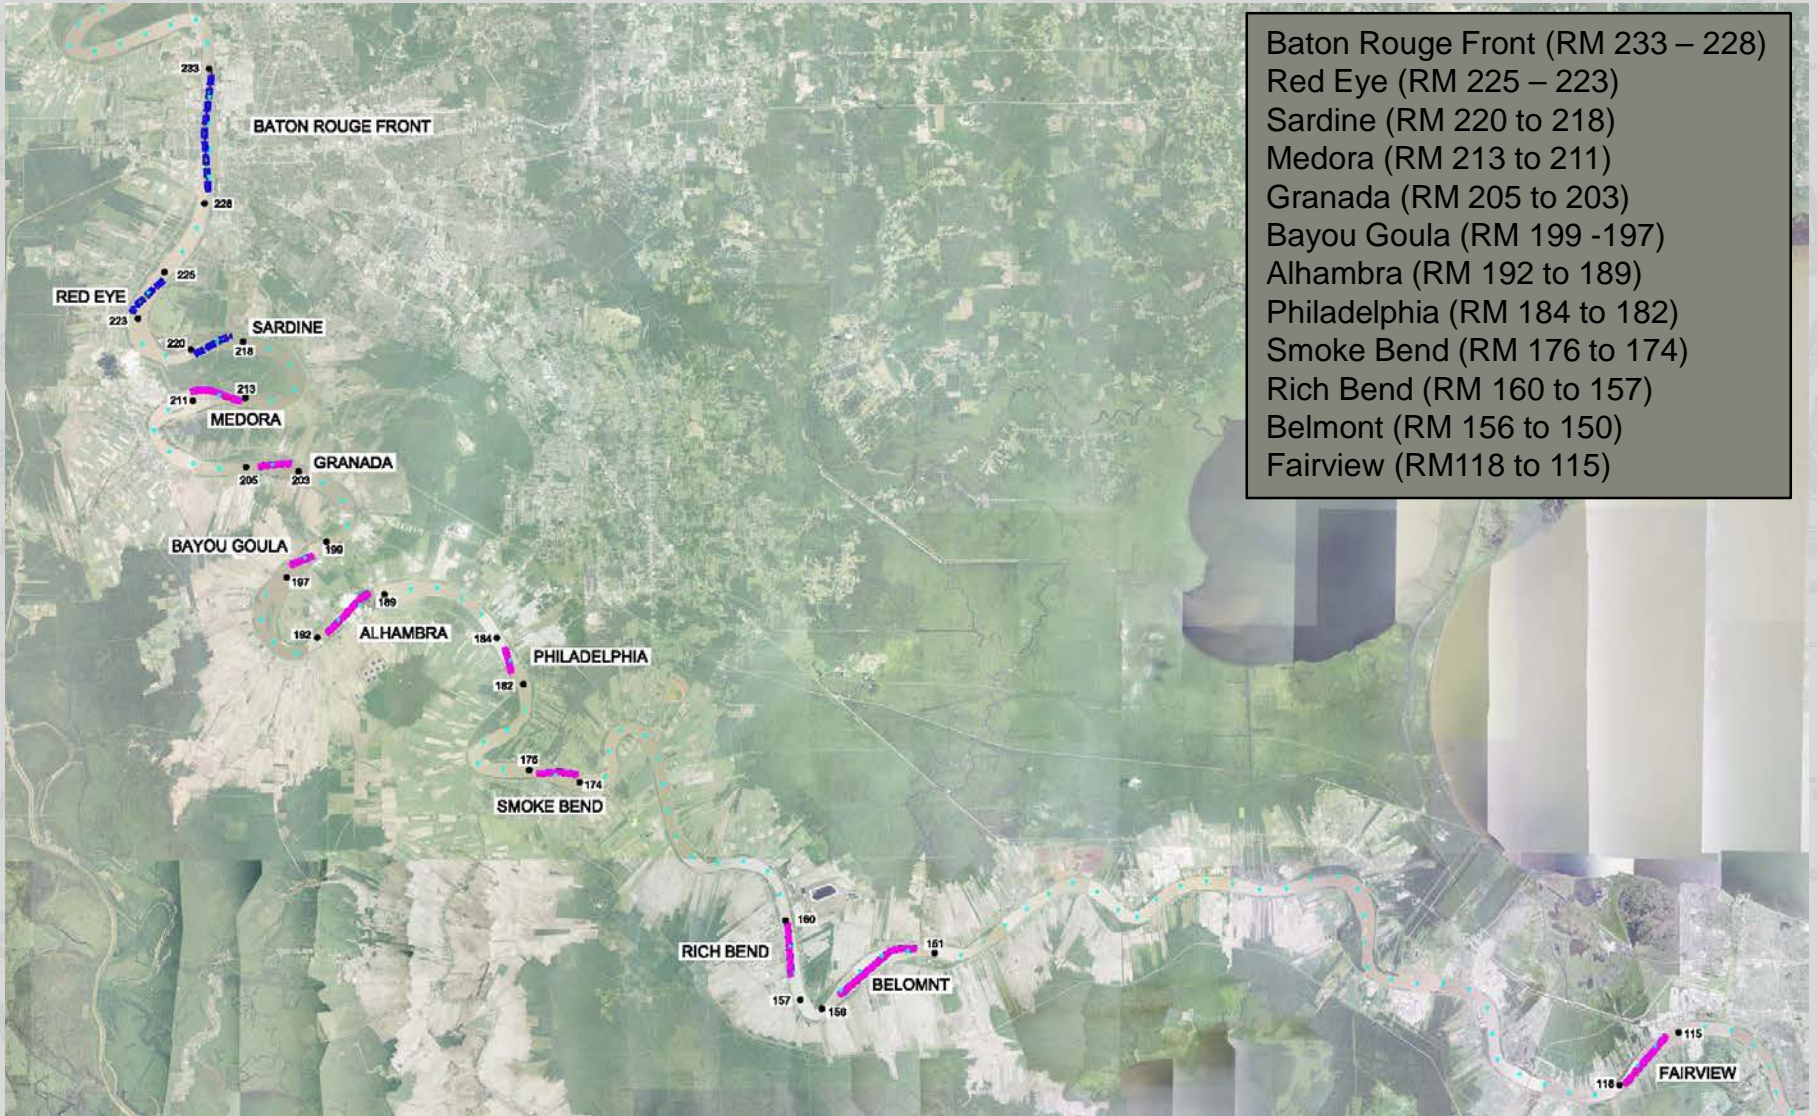 Baton Rouge Front (RM 233 – 228)
Red Eye (RM 225 – 223)
Sardine (RM 220 to 218)
Medora (RM 213 to 211)
Granada (RM 205 to 203)
Bayou Goula (RM 199 -197)
Alhambra (RM 192 to 189)
Philadelphia (RM 184 to 182)
Smoke Bend (RM 176 to 174)
Rich Bend (RM 160 to 157)
Belmont (RM 156 to 150)
Fairview (RM118 to 115)
233
BATON ROUGE FRONT
228
225
RED EYE
223
SARDINE
220
218
213
211
MEDORA
GRANADA
205
203
BAYOU GOULA
199
197
189
192
ALHAMBRA
184
PHILADELPHIA
182
176
174
SMOKE BEND
160
RICH BEND
151
BELOMNT
157
156
115
FAIRVIEW
118